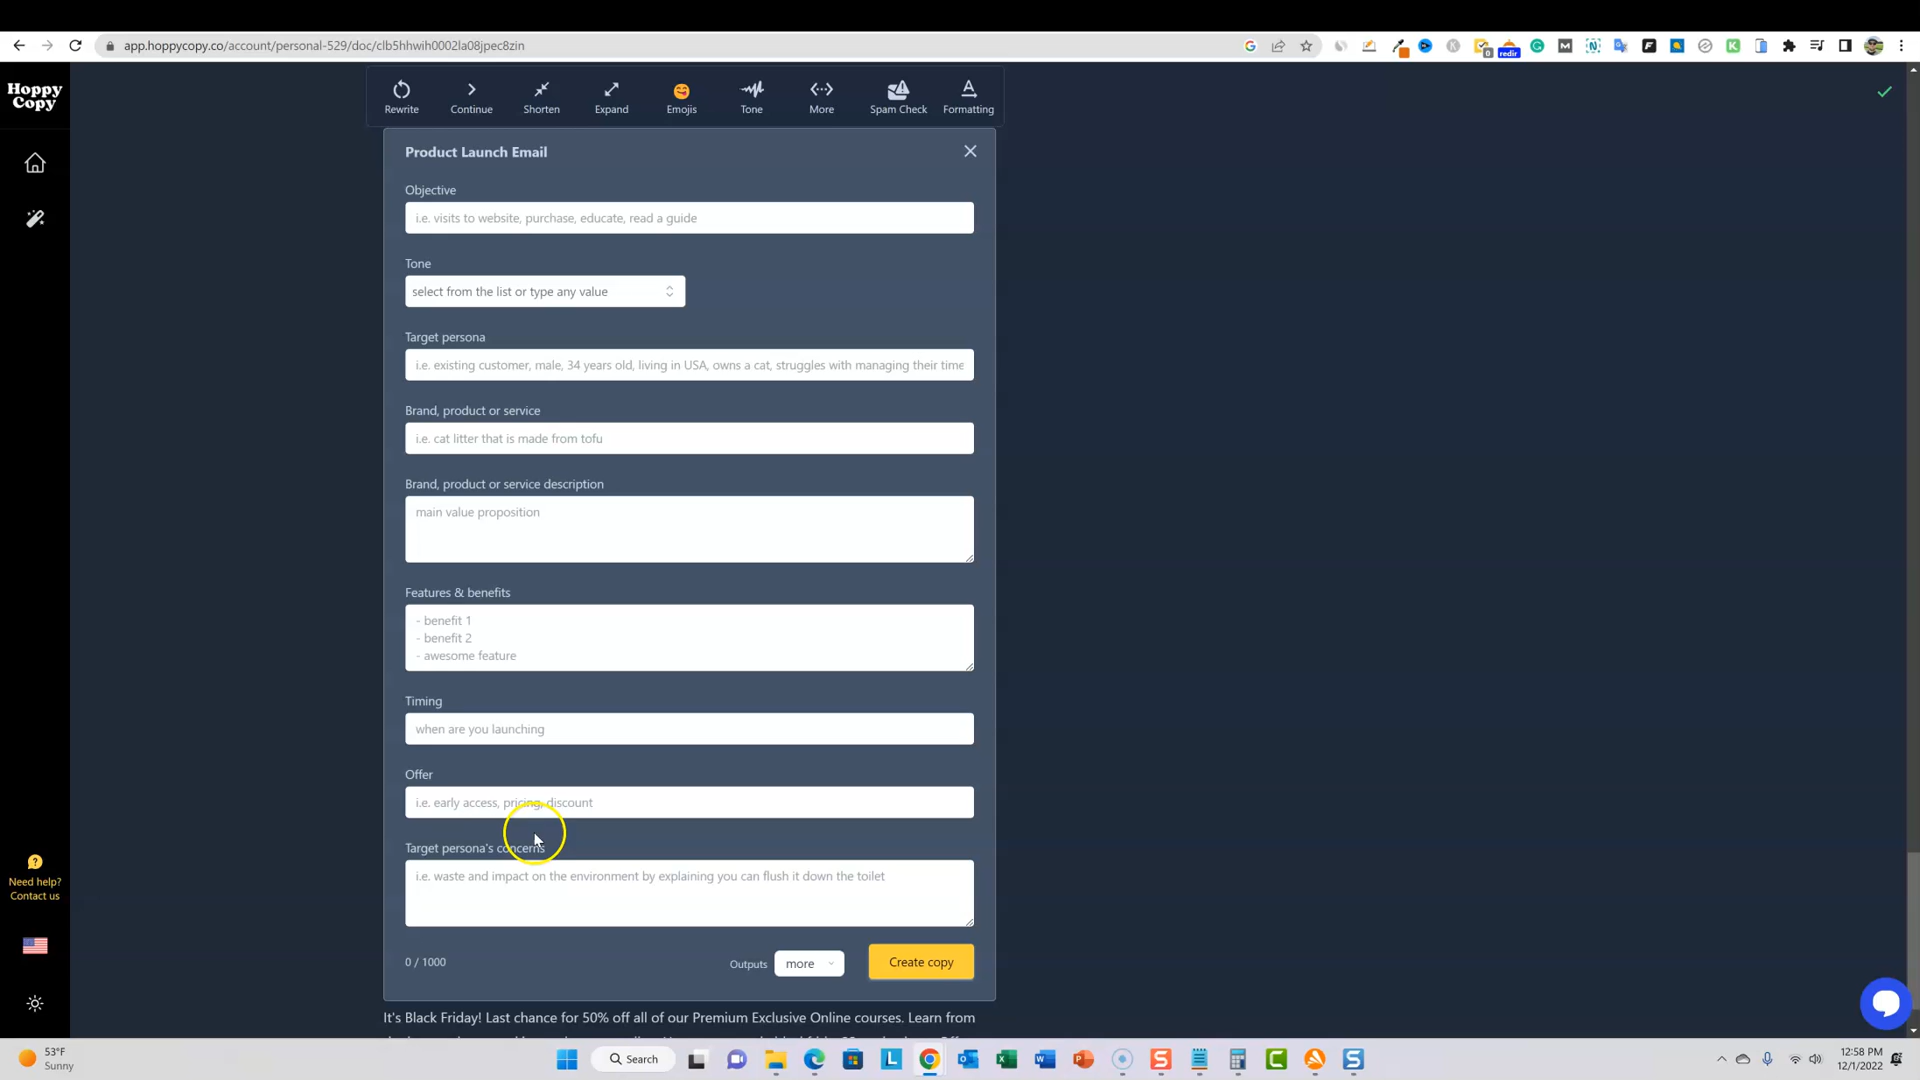 app.hoppycopy.co/account/personal-529/doc/clb5hhwih0002la08jpec8zin
redir
Hoppy
Copy
Rewrite
Continue
Shorten
Expand
Emojis
Tone
More
Spam Check
Formatting
Product Launch Email
Objective
i.e. visits to website, purchase, educate, read a guide
Tone
select from the list or type any value
Target persona
i.e. existing customer, male, 34 years old, living in USA, owns a cat, struggles with managing their time
Brand, product or service
i.e. cat litter that is made from tofu
Brand, product or service description
main value proposition
Features & benefits
- benefit 1
- benefit 2
- awesome feature
Timing
when are you launching
Offer
i.e. early access, pricing, discount
Target persona's concerns
i.e. waste and impact on the environment by explaining you can flush it down the toilet
0 / 1000
Outputs
more
Create copy
Need help?
Contact us
It's Black Friday! Last chance for 50% off all of our Premium Exclusive Online courses. Learn from
53°F
Sunny
Search
12:58 PM
12/1/2022